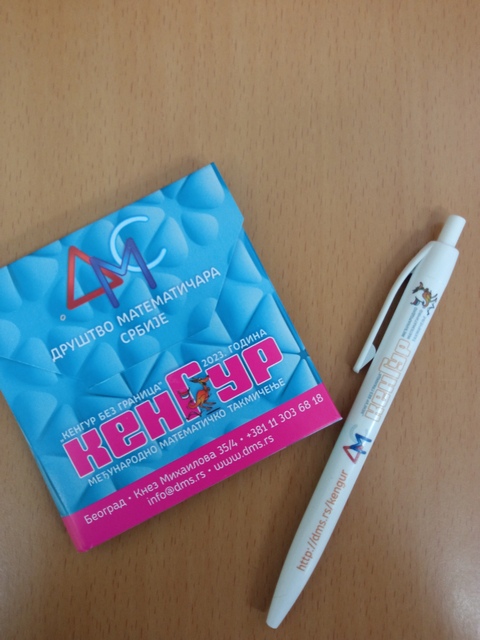 ДМС
ДРУШТВО МАТЕМАТИЧАРА
СРБИЈЕ
„КЕНГУР БЕЗ ГРАНИЦА" 2023. ГОДИНА
кенгур
МЕЂУНАРОДНО МАТЕМАТИЧКО ТАКМИЧЕЊЕ
Београд • Кнез Михаилова 35/4 • +381 11 303 68 18
info@dms.rs • www.dms.rs
кенгур
ДМС
http://dms.rs/kengur